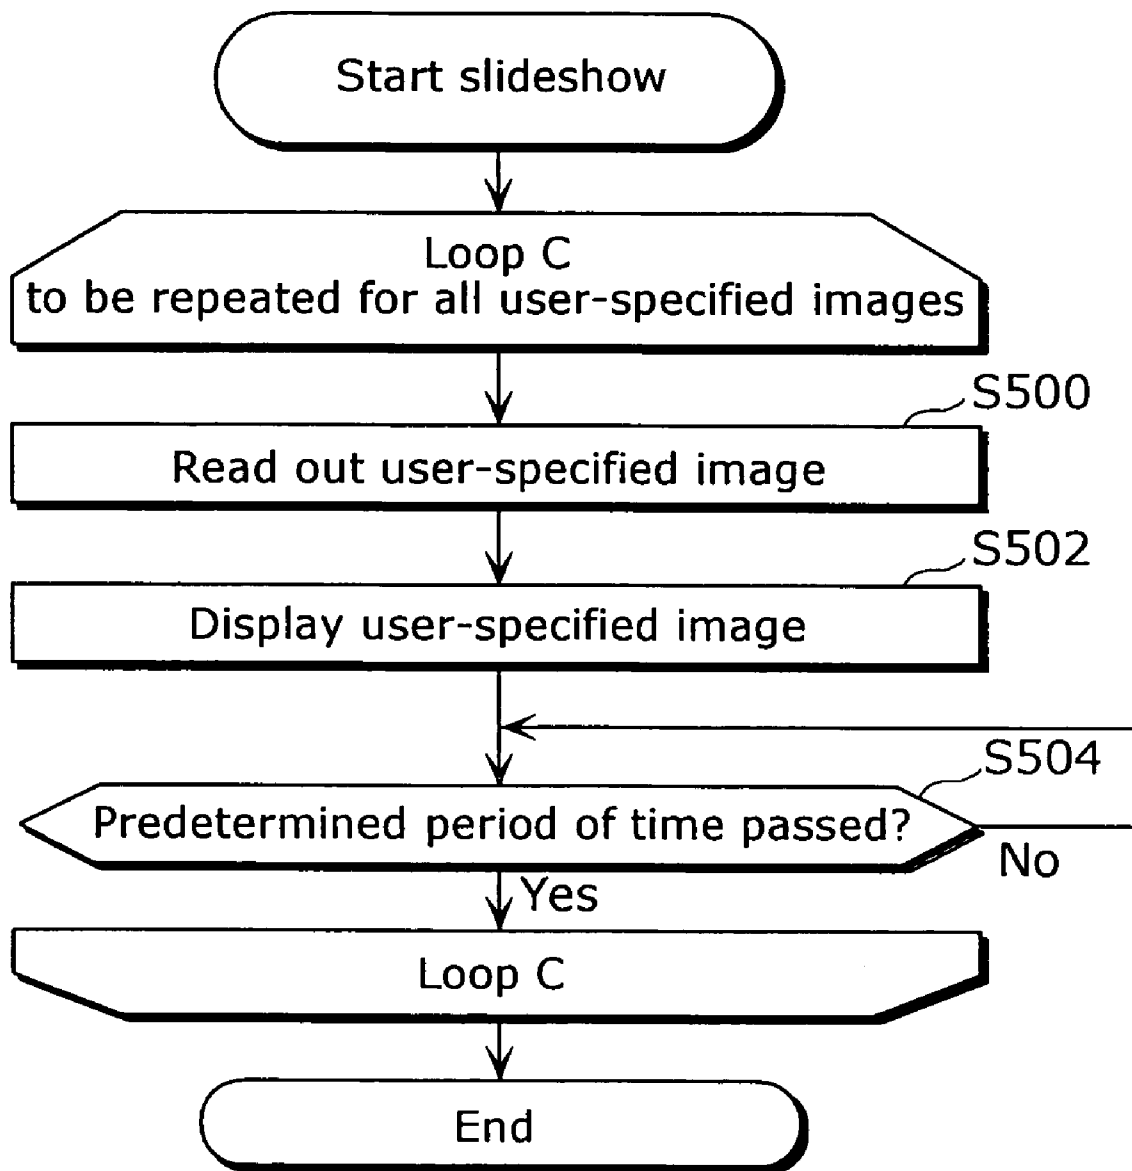 Start slideshow
Loop C
to be repeated for all user-specified images
S500
Read out user-specified image
S502
Display user-specified image
S504
Predetermined period of time passed?
No
Yes
Loop C
End